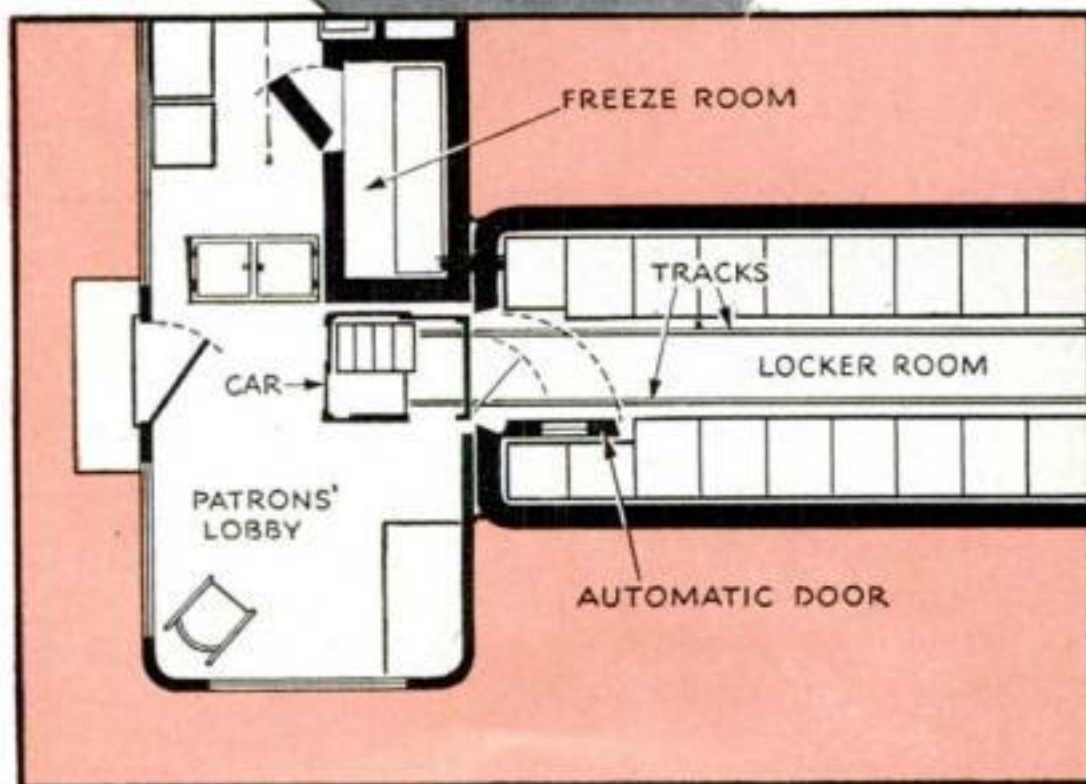 FREEZE ROOM
TRACKS
LOCKER ROOM
CAR
PATRONS'
LOBBY
AUTOMATIC DOOR